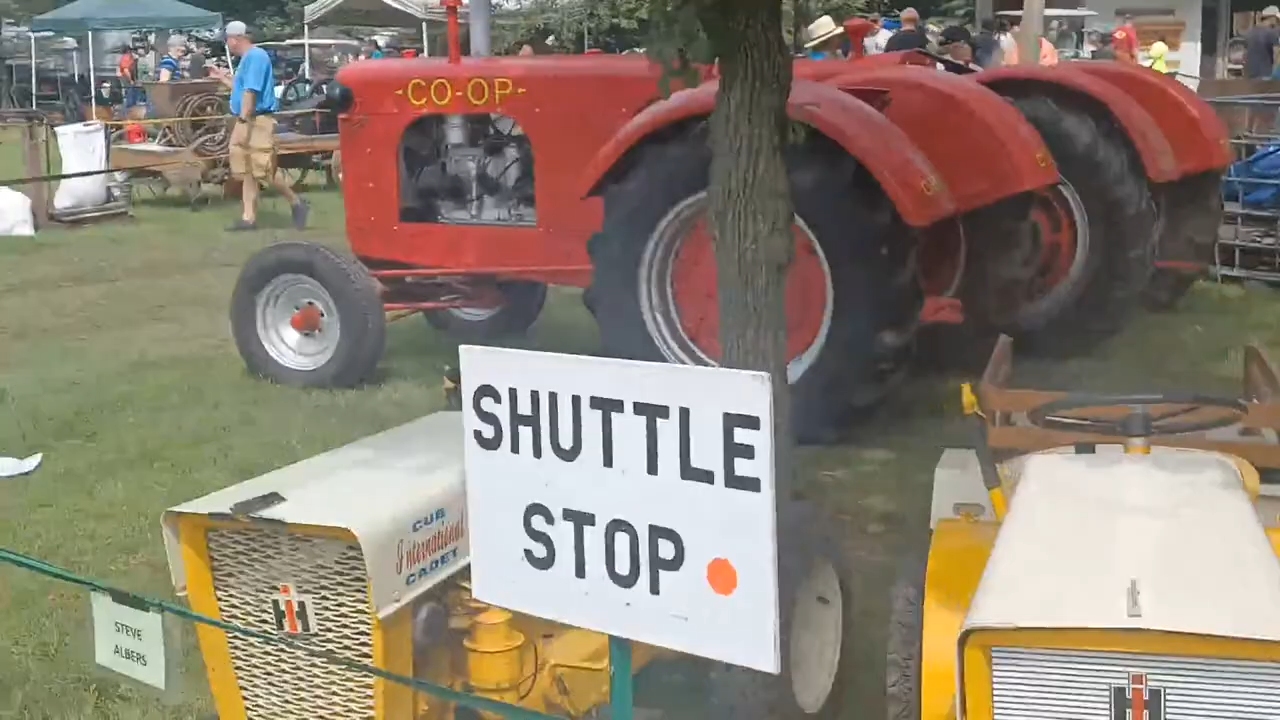 CO-OP
SHUTTLE
STOP
CUB
International
CADET
IH
STEVE
ALBERS
IH